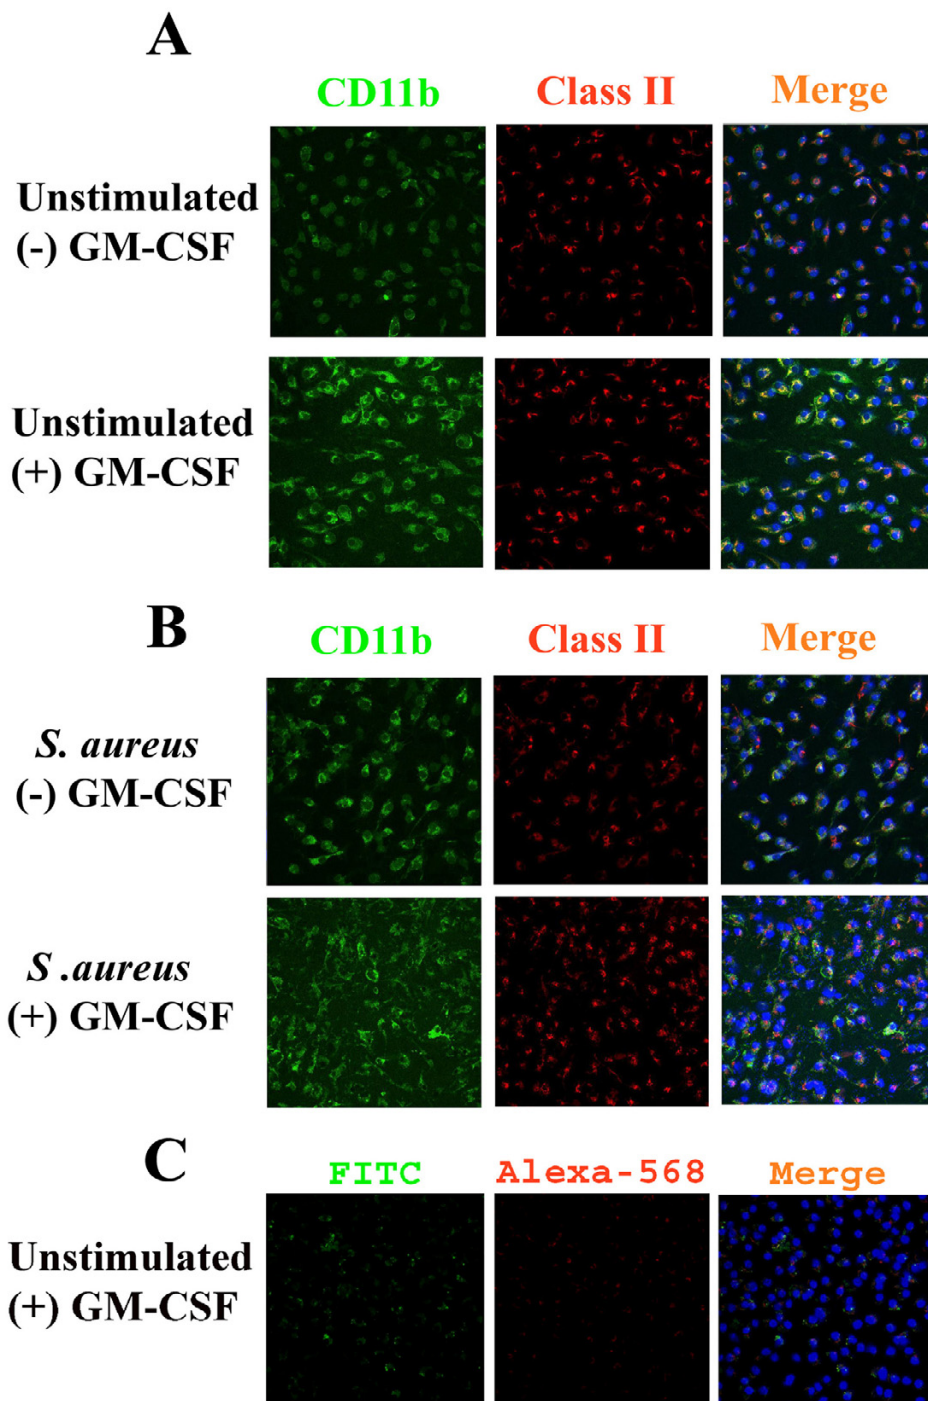 A
CD11b Class II Merge
Unstimulated
(-) GM-CSF
Unstimulated
(+) GM-CSF
B
CD11b Class II Merge
S. aureus
(-) GM-CSF
S .aureus
(+) GM-CSF
C
FITC Alexa-568 Merge
Unstimulated
(+) GM-CSF